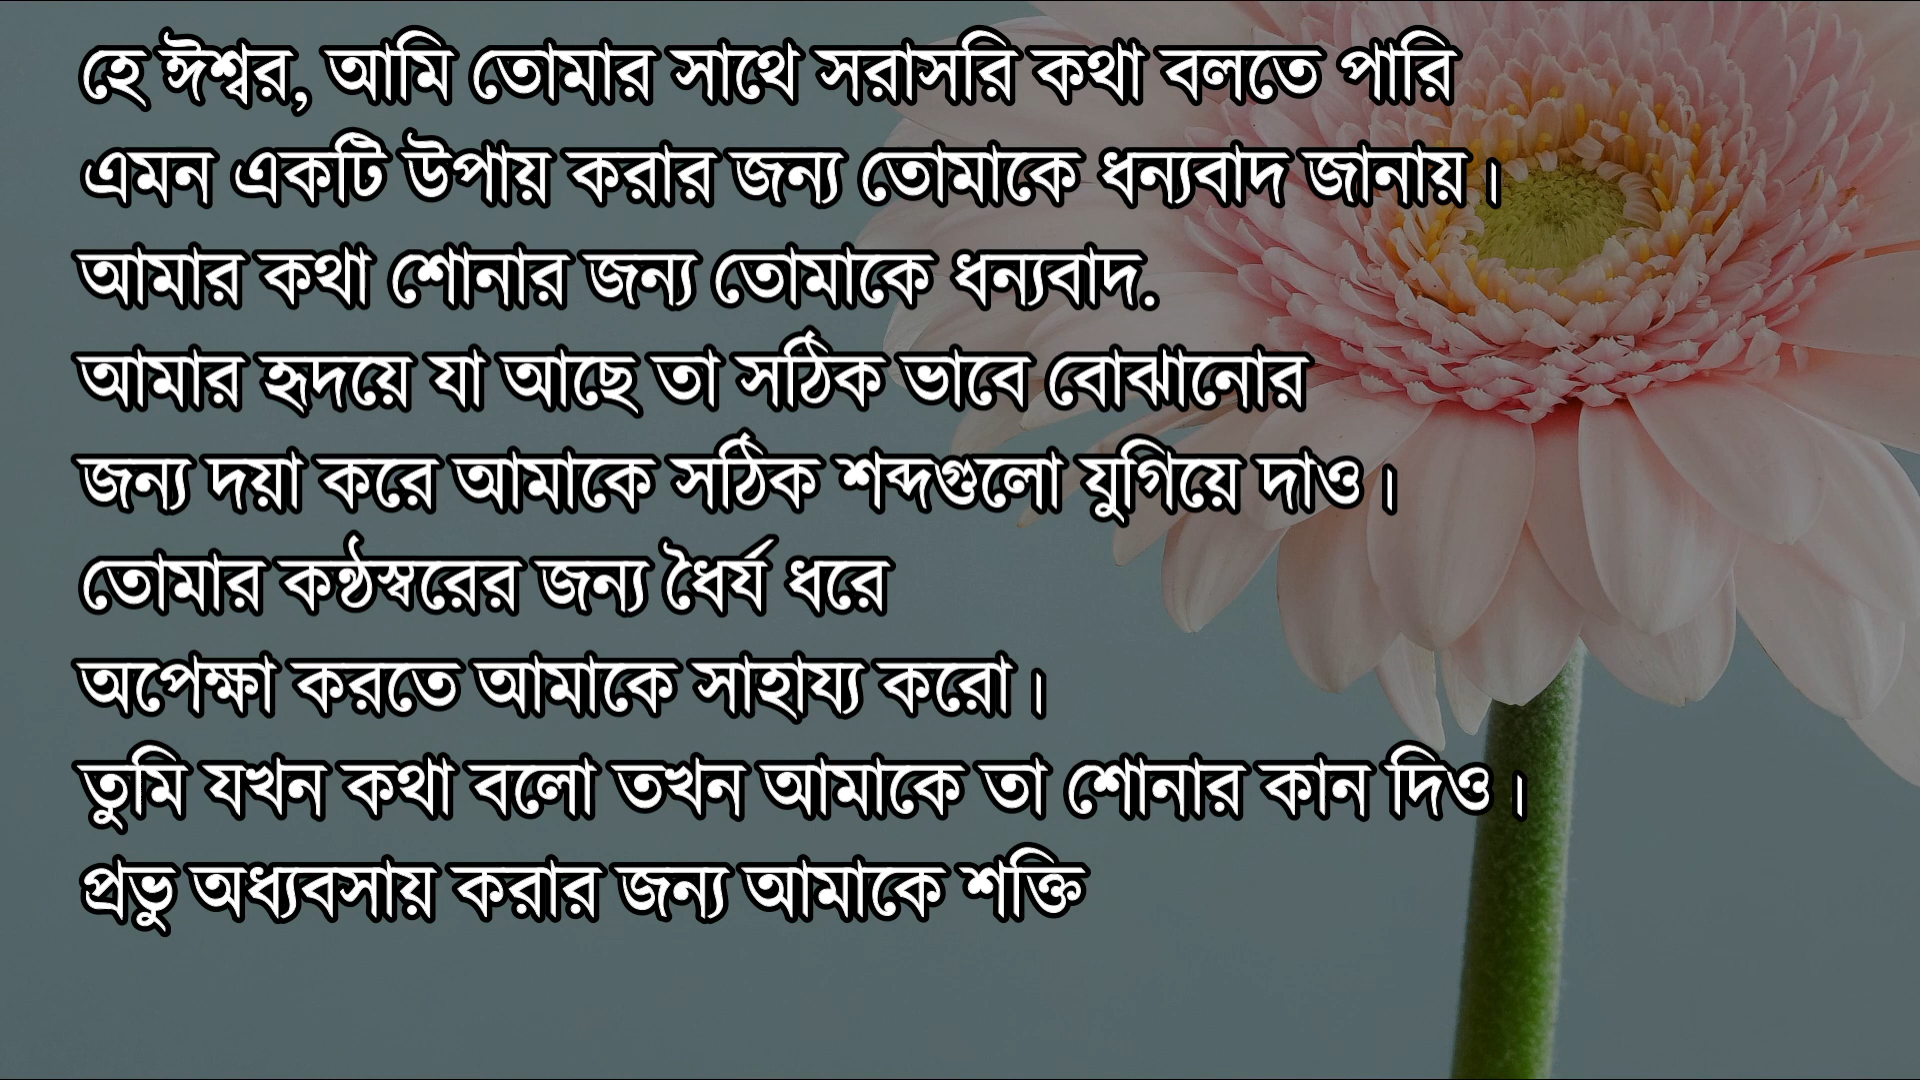 হে ঈশ্বর, আমি তোমার সাথে সরাসরি কথা বলতে পারি
এমন একটি উপায় করার জন্য তোমাকে ধন্যবাদ জানায়।
আমার কথা শোনার জন্য তোমাকে ধন্যবাদ.
আমার হৃদয়ে যা আছে তা সঠিক ভাবে বোঝানোর
জন্য দয়া করে আমাকে সঠিক শব্দগুলো যুগিয়ে দাও।
তোমার কন্ঠস্বরের জন্য ধৈর্য ধরে
অপেক্ষা করতে আমাকে সাহায্য করো।
তুমি যখন কথা বলো তখন আমাকে তা শোনার কান দিও।
প্রভু অধ্যবসায় করার জন্য আমাকে শক্তি